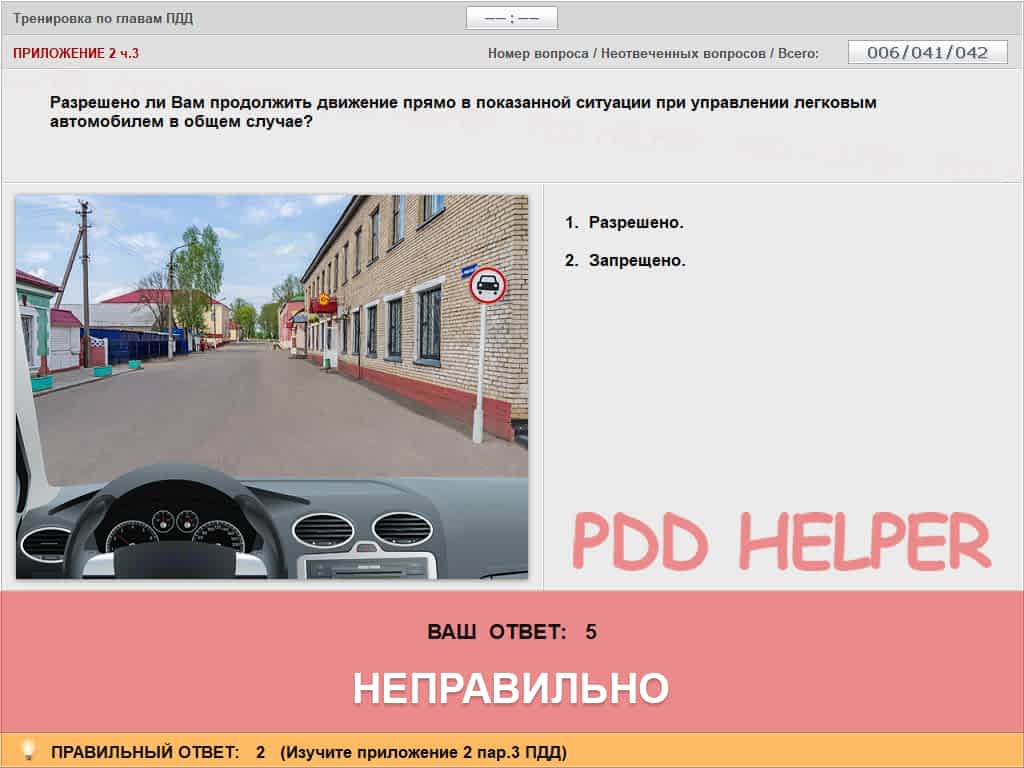 Тренировка по главам ПДД
—— : ——
ПРИЛОЖЕНИЕ 2 ч.3
Номер вопроса / Неотвеченных вопросов / Всего:
006/041/042
Разрешено ли Вам продолжить движение прямо в показанной ситуации при управлении легковым
автомобилем в общем случае?
1. Разрешено.
2. Запрещено.
PDD HELPER
ВАШ ОТВЕТ: 5
НЕПРАВИЛЬНО
ПРАВИЛЬНЫЙ ОТВЕТ: 2 (Изучите приложение 2 пар.3 ПДД)